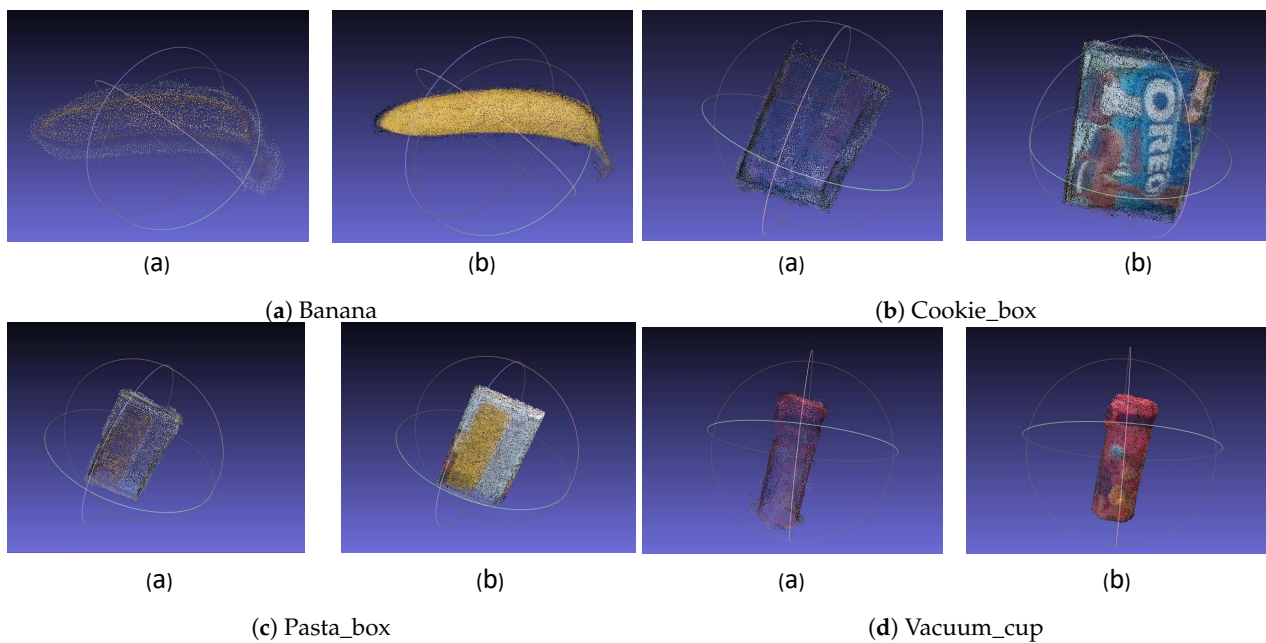 OREO
(a)
(b)
(a)
(b)
(a) Banana
(b) Cookie_box
(a)
(b)
(a)
(b)
(c) Pasta_box
(d) Vacuum_cup